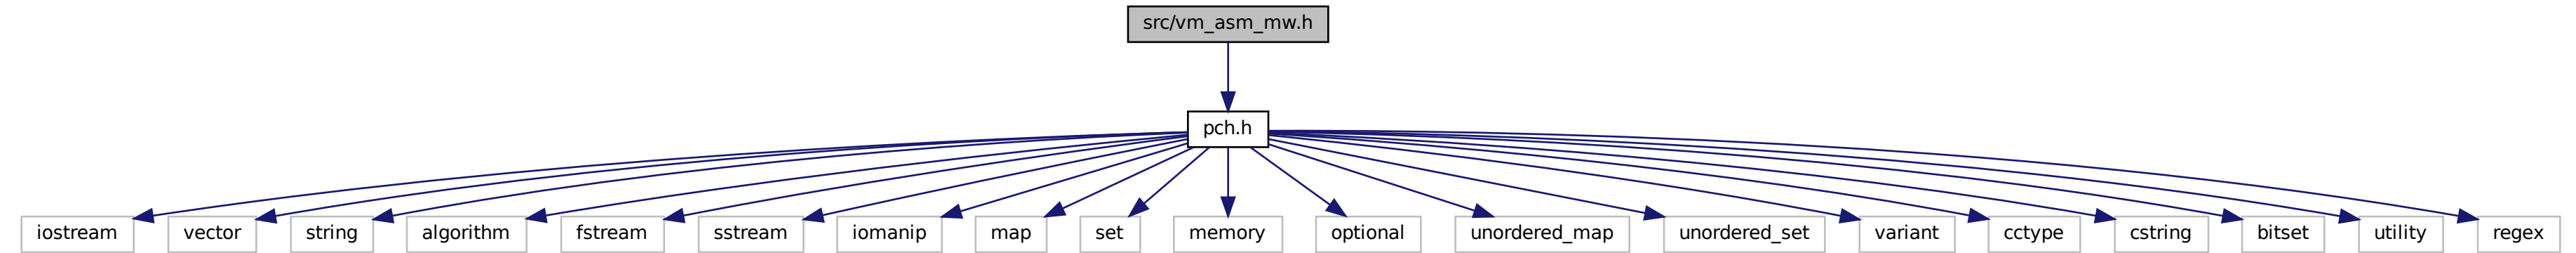 src/vm_asm_mw.h
pch.h
iostream
vector
string
algorithm
fstream
sstream
iomanip
map
set
memory
optional
unordered_map
unordered_set
variant
cctype
cstring
bitset
utility
regex